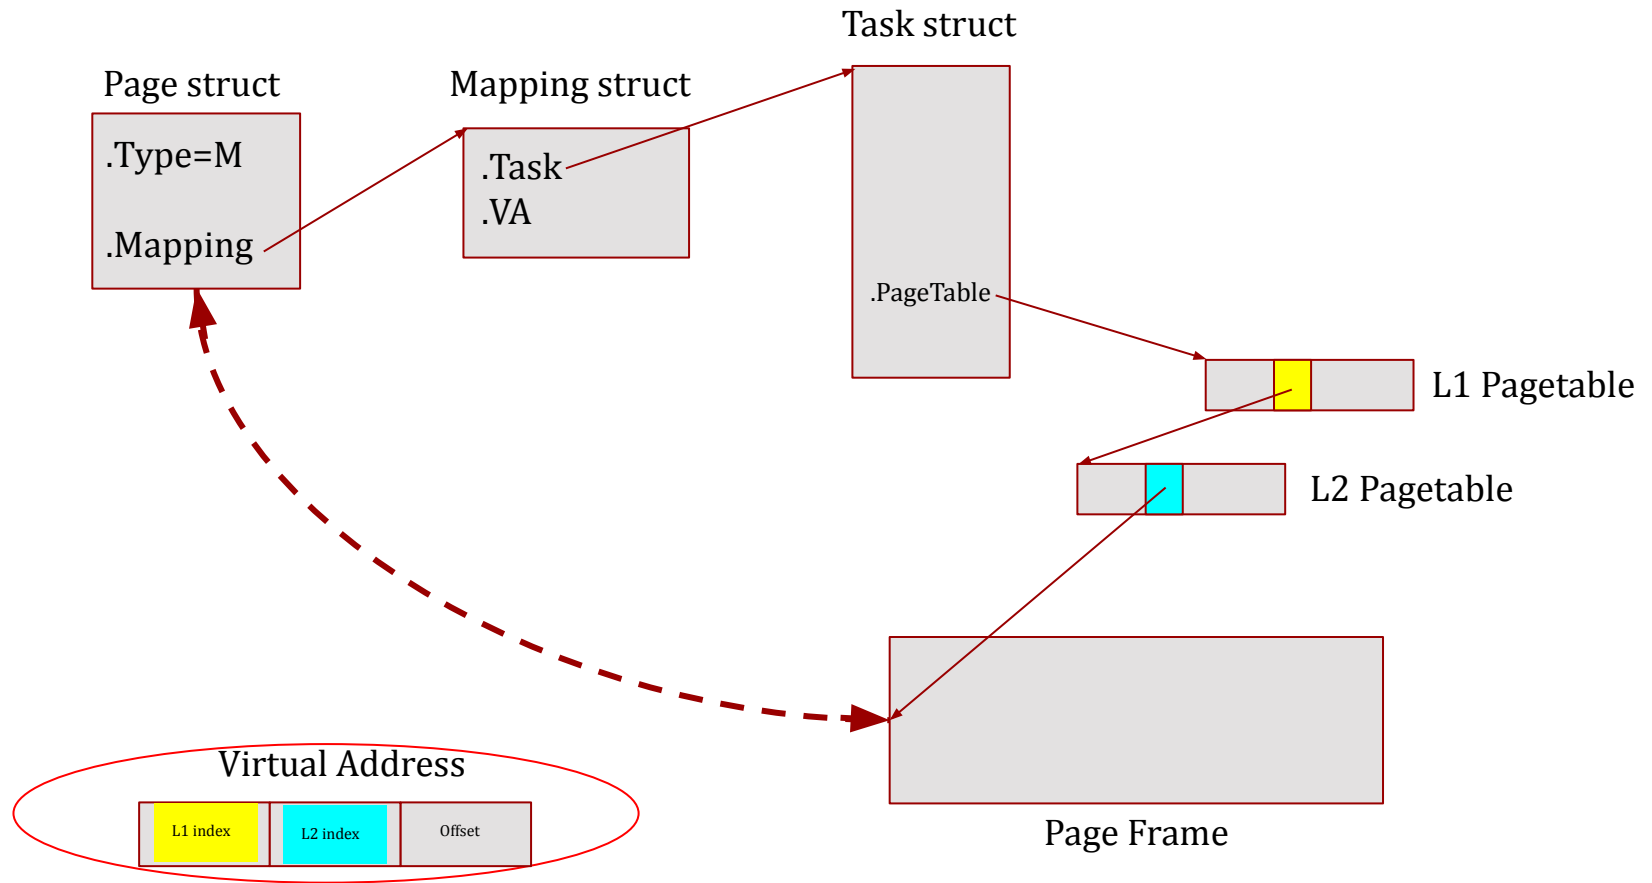 Task struct
Page struct
Mapping struct
.Type=M
.Task
.VA
.Mapping
.PageTable
L1 Pagetable
L2 Pagetable
Virtual Address
L1 index
L2 index
Offset
Page Frame